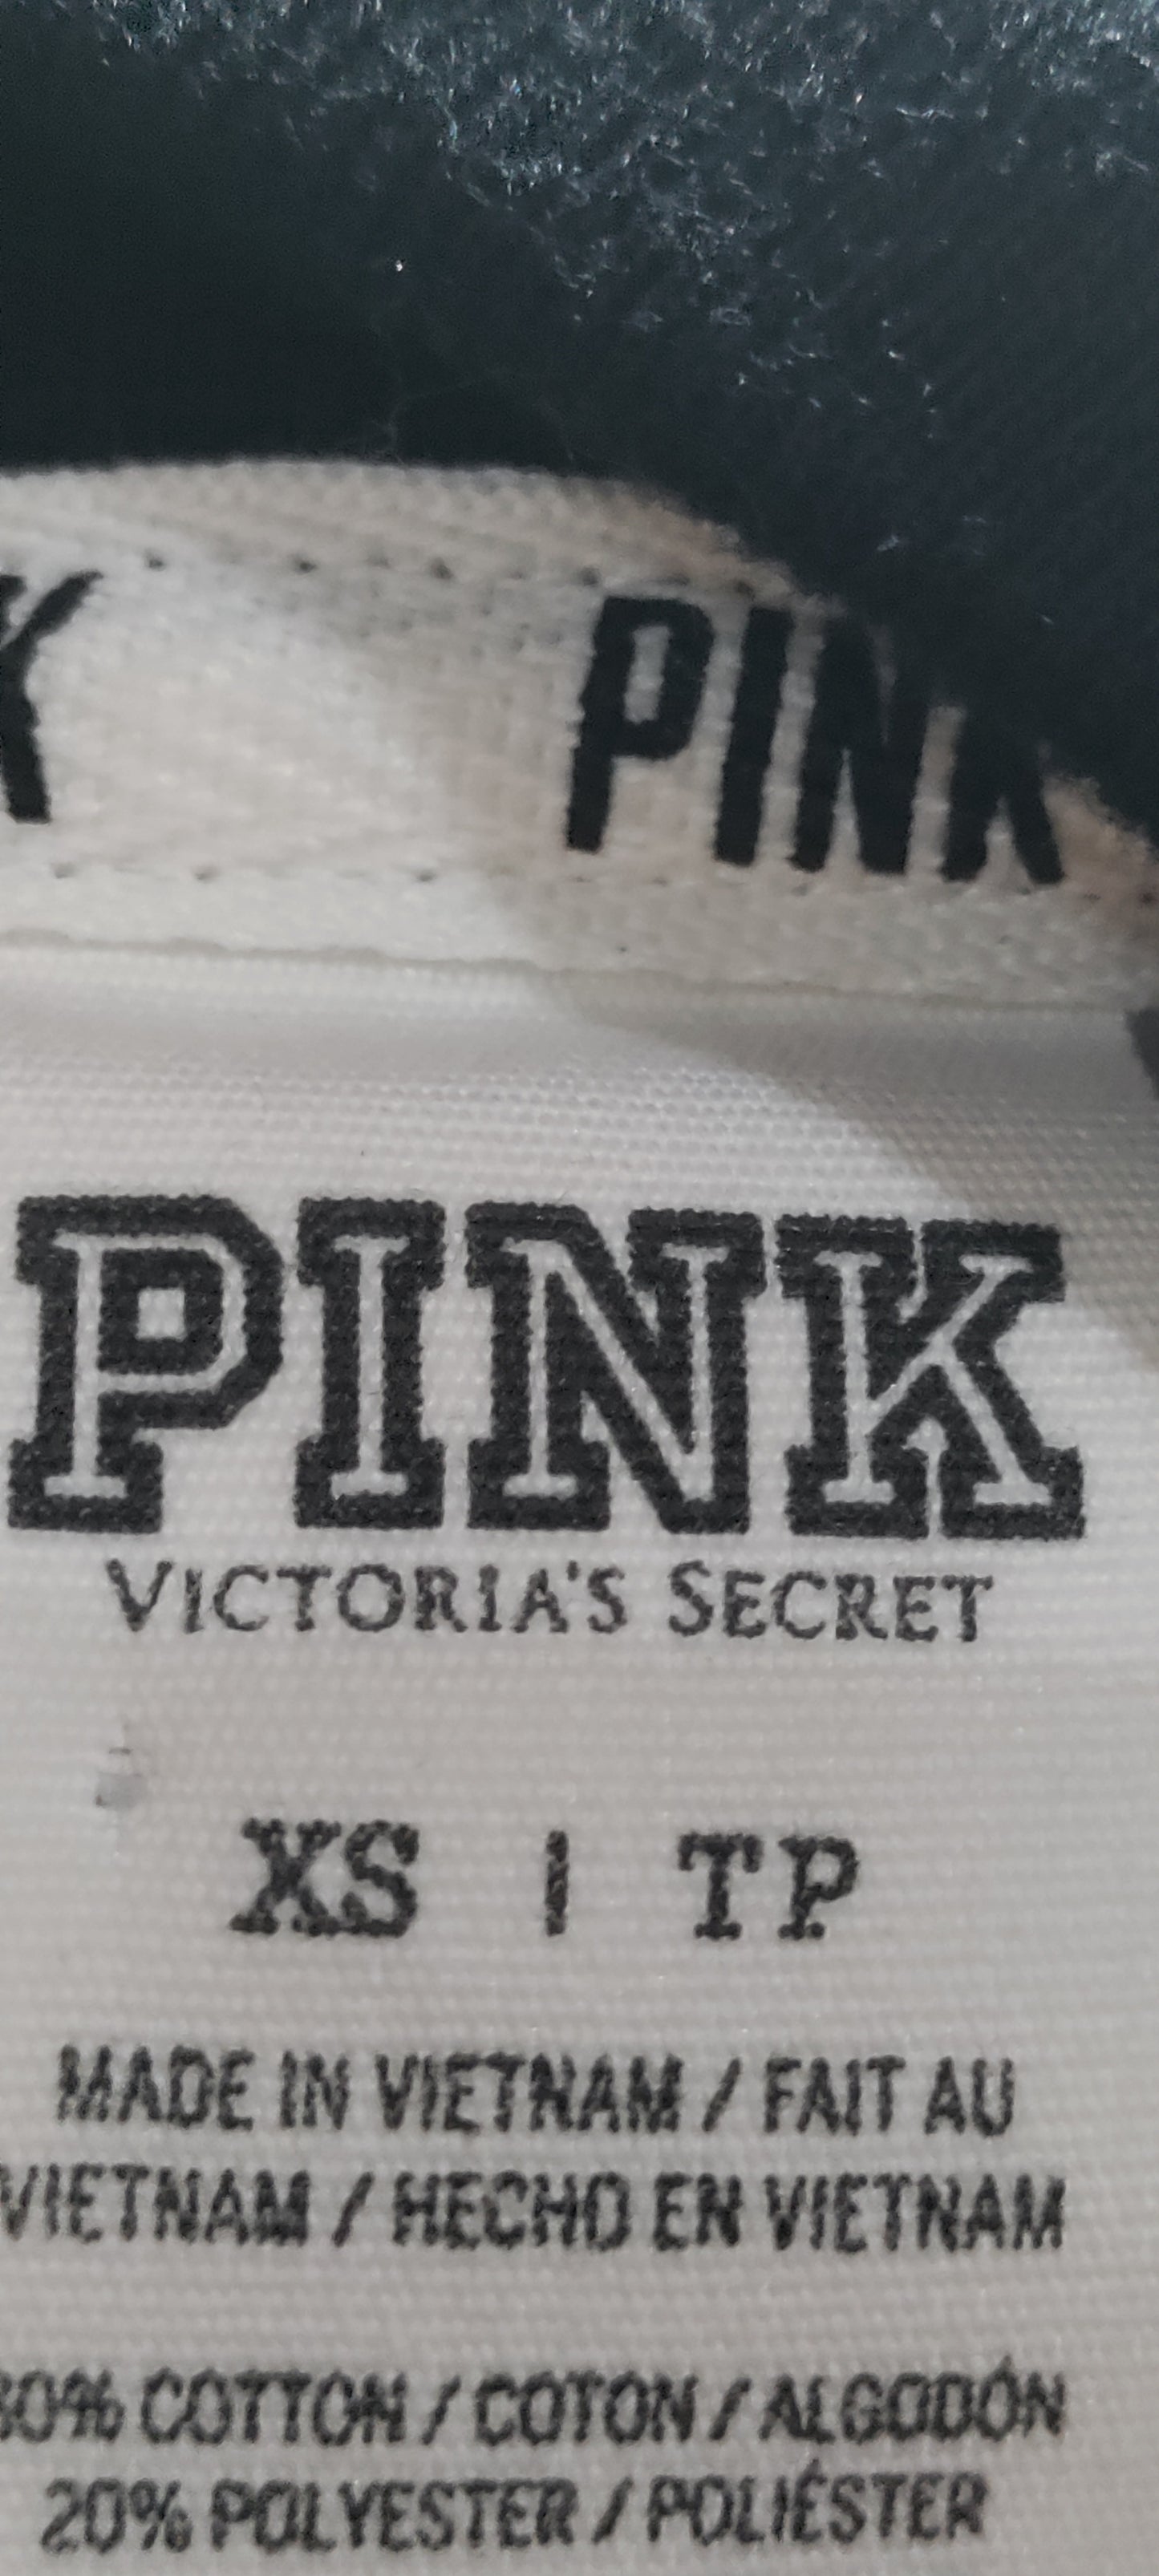 K PINK
PINK
VICTORIA'S SECRET
XS | TP
MADE IN VIETNAM / FAIT AU
VIETNAM / HECHO EN VIETNAM
80% COTTON / COTON / ALGODÓN
20% POLYESTER / POLIÉSTER